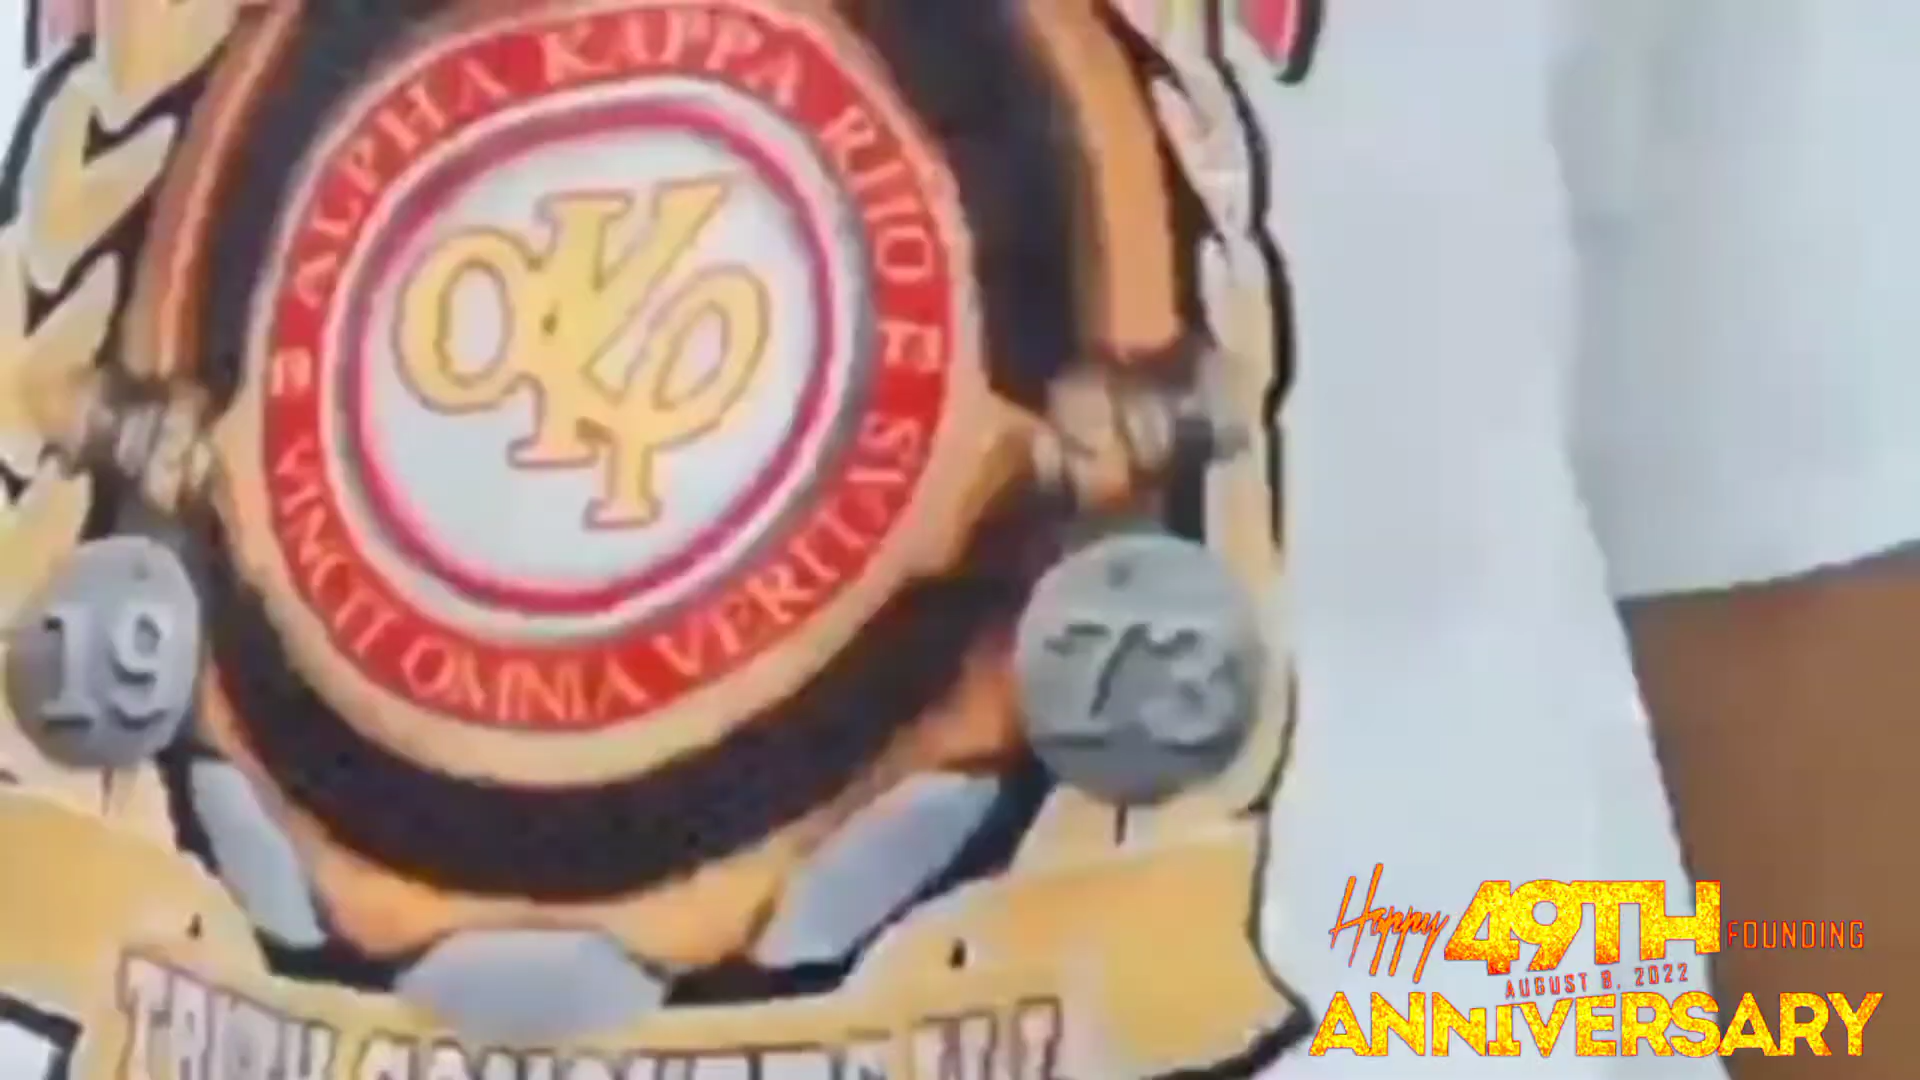 ALPHA KAPPA RHO
VINCIT OMNIA VERITAS
19
73
Happy 49TH FOUNDING
AUGUST 8, 2022
ANNIVERSARY